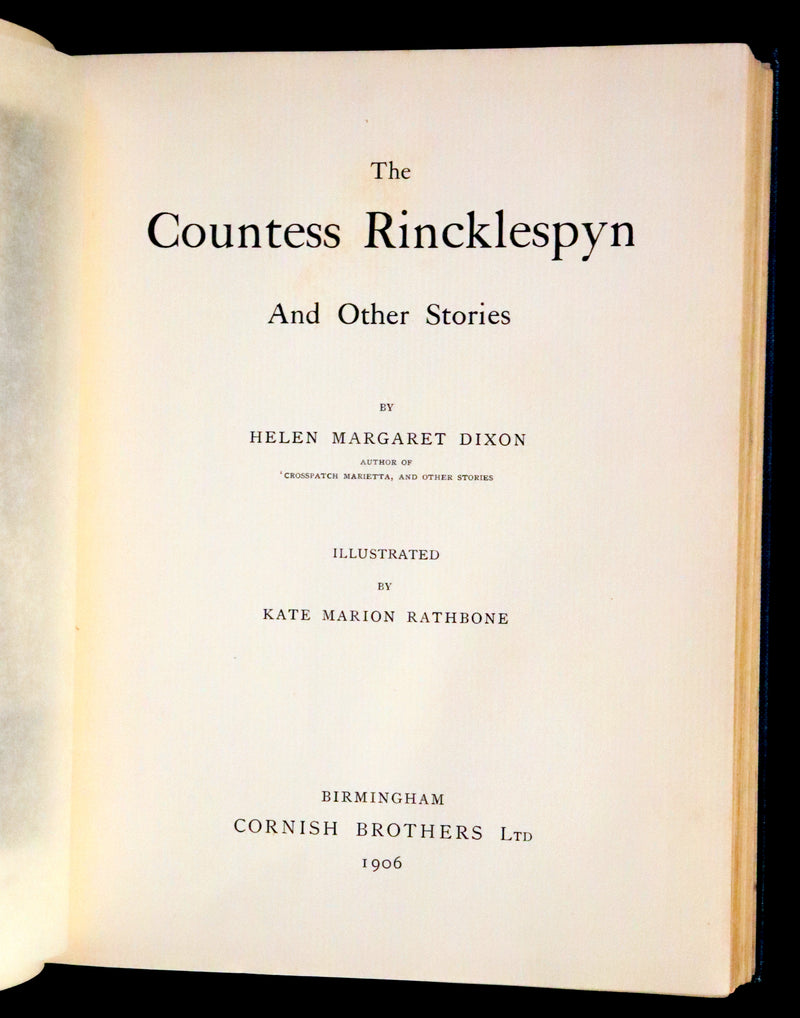 The
Countess Rincklespyn
And Other Stories
BY
HELEN MARGARET DIXON
AUTHOR OF
'CROSSPATCH MARIETTA, AND OTHER STORIES
ILLUSTRATED
BY
KATE MARION RATHBONE
BIRMINGHAM
CORNISH BROTHERS LTD
1906